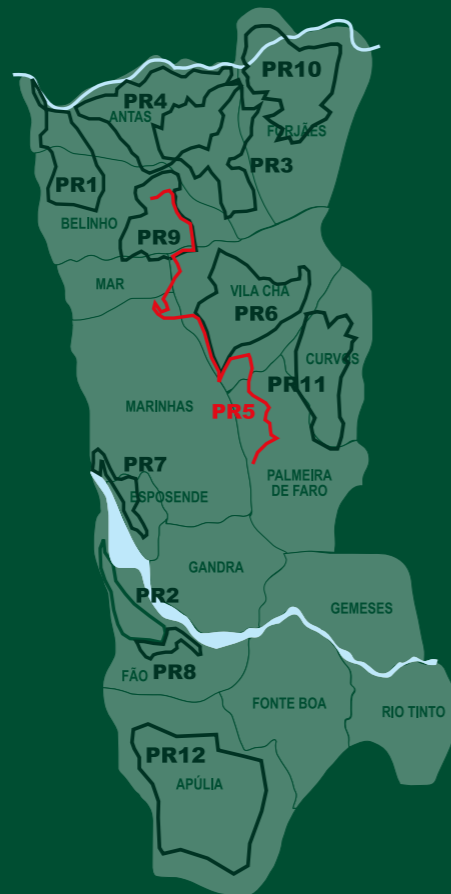 PR10
PR4
ANTAS
FORJÃES
PR3
PR1
BELINHO
PR9
MAR
VILA CHÃ
PR6
CURVOS
PR11
MARINHAS
PR5
PR7
ESPOSENDE
PALMEIRA
DE FARO
GANDRA
PR2
GEMESES
FÃO
PR8
FONTE BOA
RIO TINTO
PR12
APÚLIA